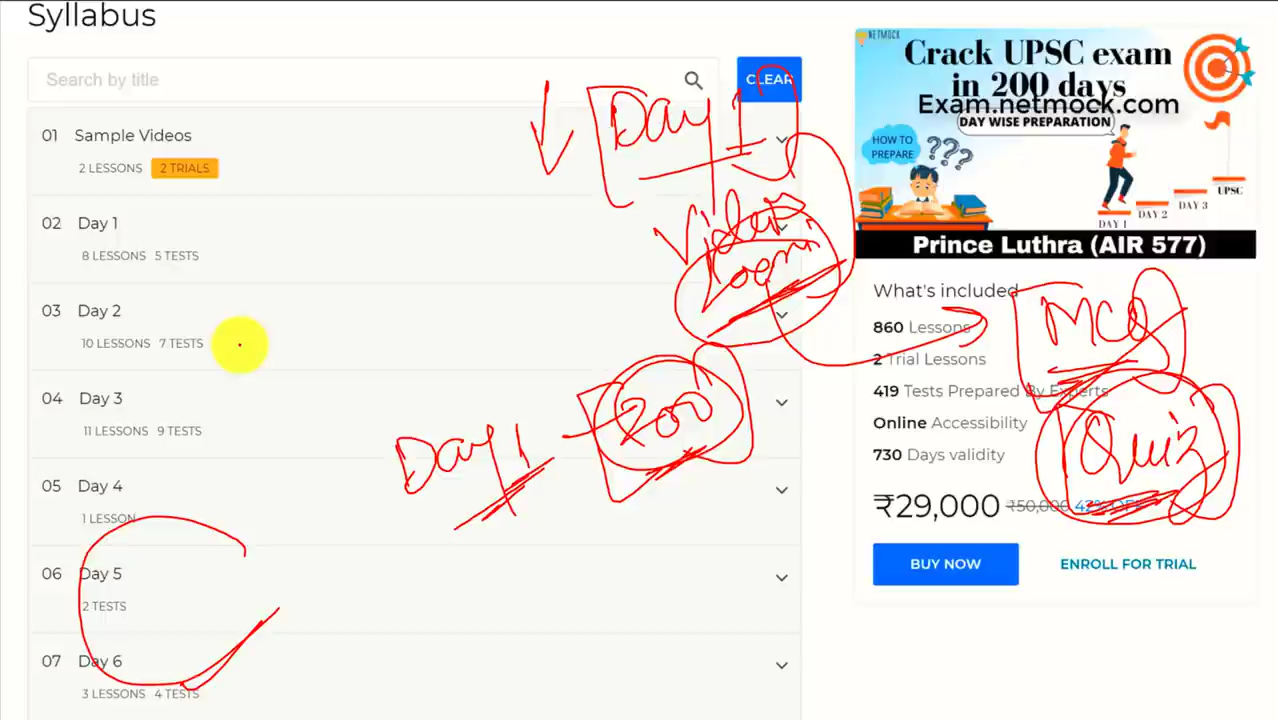 Syllabus
Search by title
CLEAR
01 Sample Videos
2 LESSONS 2 TRIALS
02 Day 1
8 LESSONS 5 TESTS
03 Day 2
10 LESSONS 7 TESTS
04 Day 3
11 LESSONS 9 TESTS
05 Day 4
1 LESSON
06 Day 5
2 TESTS
07 Day 6
3 LESSONS 4 TESTS
Day 1
Day 1 - 200
NETMOCK
Crack UPSC exam
in 200 days
Exam.netmock.com
DAY WISE PREPARATION
HOW TO
PREPARE
???
UPSC
DAY 3
DAY 2
DAY 1
Prince Luthra (AIR 577)
What's included
860 Lessons
2 Trial Lessons
419 Tests Prepared By Experts
Online Accessibility
730 Days validity
MCQ
Quiz
₹29,000 ₹50,000 42% OFF
BUY NOW
ENROLL FOR TRIAL